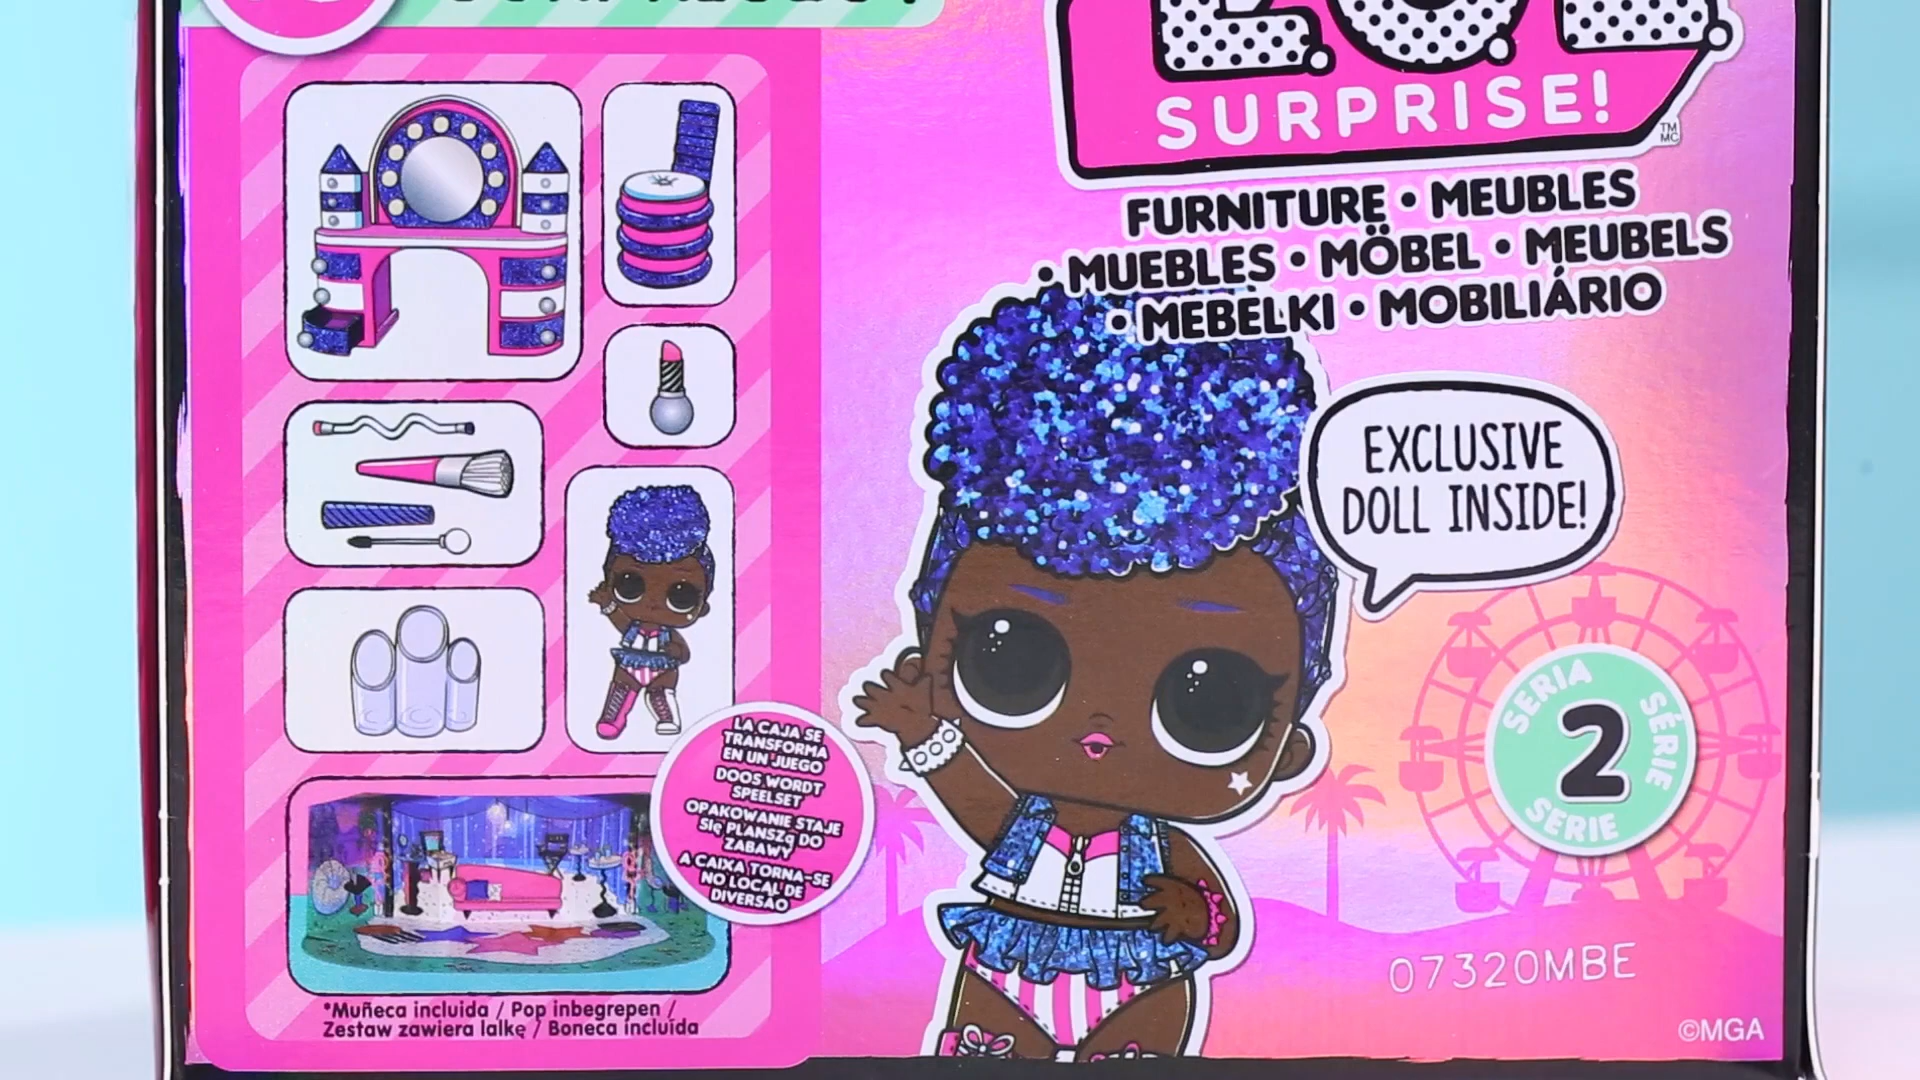 L.O.L.
SURPRISE!
TM
MC
FURNITURE • MEUBLES
• MUEBLES • MÖBEL • MEUBELS
• MEBELKI • MOBILIÁRIO
EXCLUSIVE
DOLL INSIDE!
SERIA
SÉRIE
2
SERIE
LA CAJA SE
TRANSFORMA
EN UN JUEGO
DOOS WORDT
SPEELSET
OPAKOWANIE STAJE
SIĘ PLANSZĄ DO
ZABAWY
A CAIXA TORNA-SE
NO LOCAL DE
DIVERSÃO
*Muñeca incluida / Pop inbegrepen /
Zestaw zawiera lalkę / Boneca incluída
07320MBE
©MGA